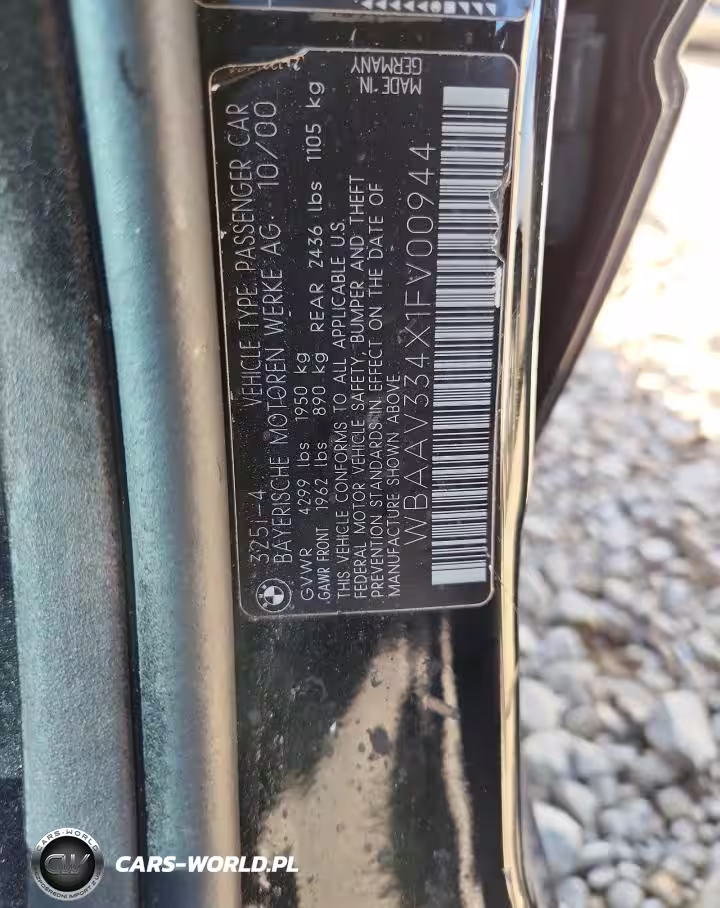 325i-4 VEHICLE TYPE: PASSENGER CAR
BAYERISCHE MOTOREN WERKE AG. 10/00
GVWR 4299 lbs 1950 kg
GAWR FRONT 1962 lbs 890 kg REAR 2436 lbs 1105 kg
THIS VEHICLE CONFORMS TO ALL APPLICABLE U.S.
FEDERAL MOTOR VEHICLE SAFETY, BUMPER AND THEFT
PREVENTION STANDARDS IN EFFECT ON THE DATE OF
MANUFACTURE SHOWN ABOVE
MADE IN
GERMANY
WBAAV334X1FV00944
CARS-WORLD
CW
CARS-WORLD.PL